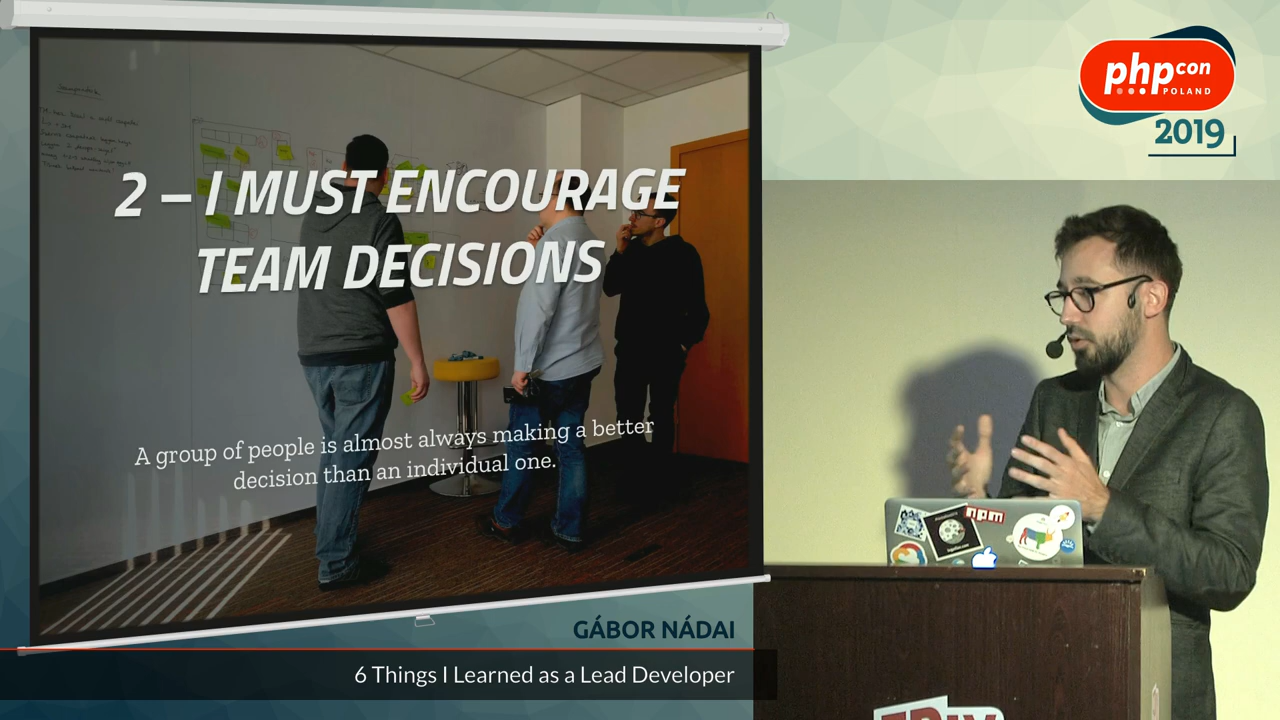 php con
POLAND
2019
2 – I MUST ENCOURAGE
TEAM DECISIONS
A group of people is almost always making a better
decision than an individual one.
npm
GÁBOR NÁDAI
6 Things I Learned as a Lead Developer